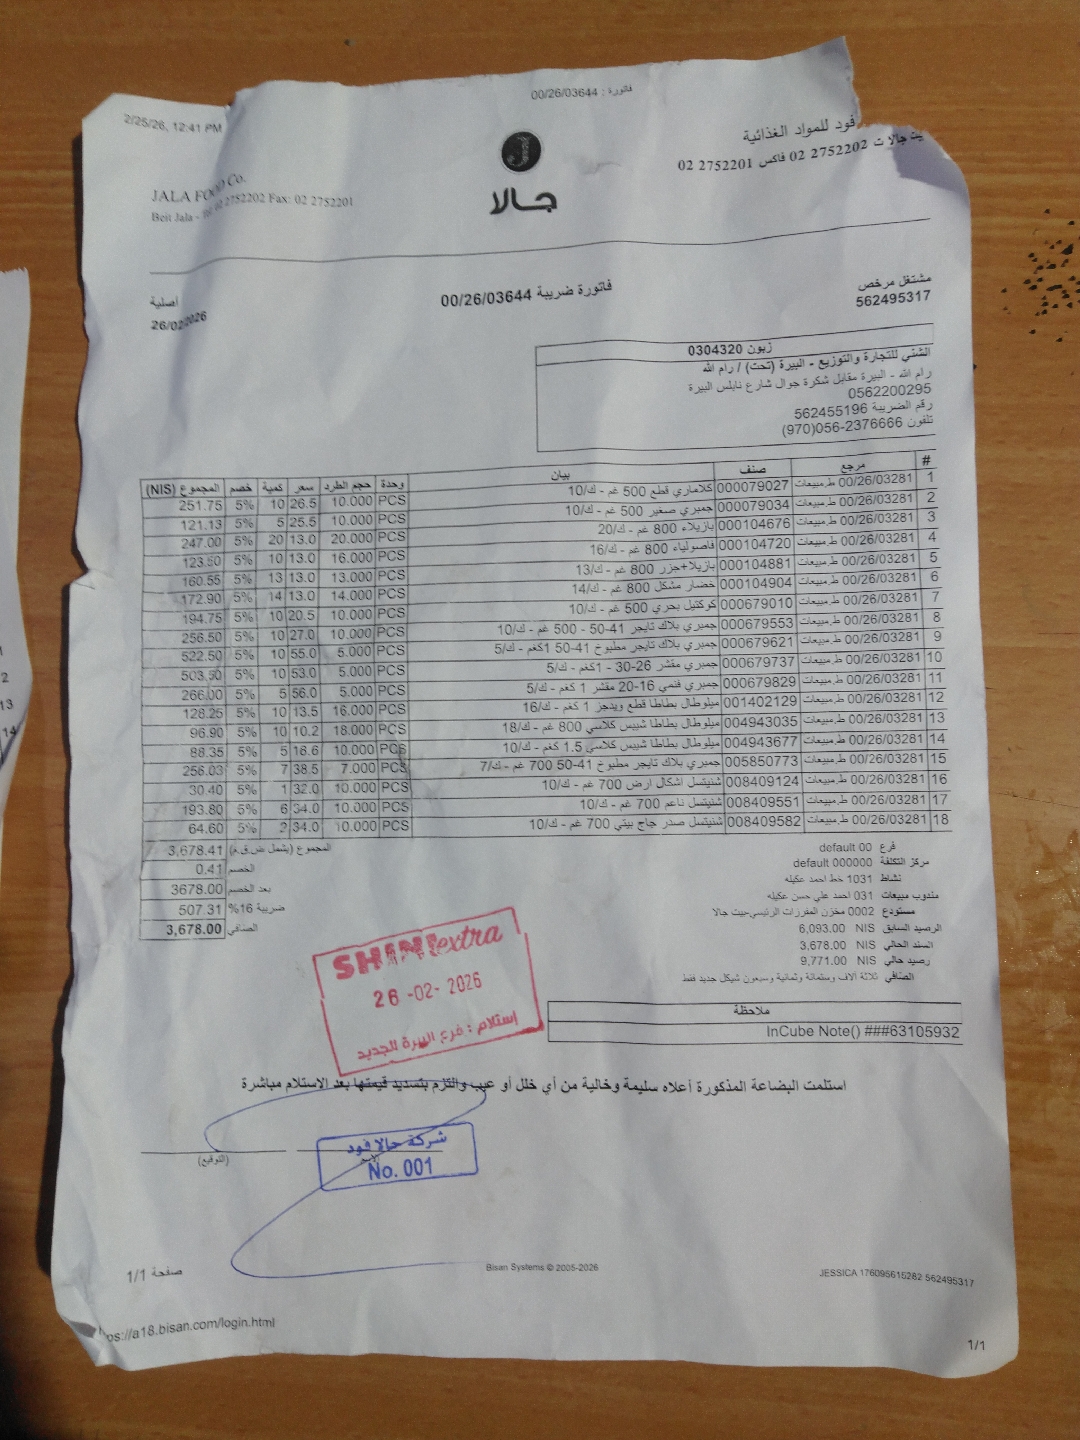 فاتورة : 00/26/03644
2/25/26, 12:41 PM
فود للمواد الغذائية
يت جالا ت 2752202 02 فاكس 2752201 02
جالا
JALA FOOD Co.
Beit Jala - 02 2752202 Fax: 02 2752201
مشتغل مرخص
562495317
فاتورة ضريبة 00/26/03644
أصلية
26/02/2026
زبون 0304320
الشني للتجارة والتوزيع - البيرة (تحت) / رام الله
رام الله - البيرة مقابل شكرة جوال شارع نابلس البيرة
0562200295
رقم الضريبة 562455196
تلفون 2376666-056(970)
# مرجع صنف بيان وحدة حجم الطرد سعر كمية خصم المجموع (NIS)
1 00/26/03281 ط.مبيعات 000079027 كلاماري قطع 500 غم - ك/10 PCS 10.000 26.5 10 5% 251.75
2 00/26/03281 ط.مبيعات 000079034 جمبري صغير 500 غم - ك/10 PCS 10.000 25.5 5 5% 121.13
3 00/26/03281 ط.مبيعات 000104676 بازيلاء 800 غم - ك/20 PCS 20.000 13.0 20 5% 247.00
4 00/26/03281 ط.مبيعات 000104720 فاصولياء 800 غم - ك/16 PCS 16.000 13.0 10 5% 123.50
5 00/26/03281 ط.مبيعات 000104881 بازيلا+جزر 800 غم - ك/13 PCS 13.000 13.0 13 5% 160.55
6 00/26/03281 ط.مبيعات 000104904 خضار مشكل 800 غم - ك/14 PCS 14.000 13.0 14 5% 172.90
7 00/26/03281 ط.مبيعات 000679010 كوكتيل بحري 500 غم - ك/10 PCS 10.000 20.5 10 5% 194.75
8 00/26/03281 ط.مبيعات 000679553 جمبري بلاك تايجر 41-50 - 500 غم - ك/10 PCS 10.000 27.0 10 5% 256.50
9 00/26/03281 ط.مبيعات 000679621 جمبري بلاك تايجر مطبوخ 41-50 1كغم - ك/5 PCS 5.000 55.0 10 5% 522.50
10 00/26/03281 ط.مبيعات 000679737 جمبري مقشر 26-30 - 1كغم - ك/5 PCS 5.000 53.0 10 5% 503.50
11 00/26/03281 ط.مبيعات 000679829 جمبري فنمي 16-20 مقشر 1 كغم - ك/5 PCS 5.000 56.0 5 5% 266.00
12 00/26/03281 ط.مبيعات 001402129 ميلوطال بطاطا قطع ويدجز 1 كغم - ك/16 PCS 16.000 13.5 10 5% 128.25
13 00/26/03281 ط.مبيعات 004943035 ميلوطال بطاطا شيبس كلاسي 800 غم - ك/18 PCS 18.000 10.2 10 5% 96.90
14 00/26/03281 ط.مبيعات 004943677 ميلوطال بطاطا شيبس كلاسي 1.5 كغم - ك/10 PCS 10.000 18.6 5 5% 88.35
15 00/26/03281 ط.مبيعات 005850773 جمبري بلاك تايجر مطبوخ 41-50 700 غم - ك/7 PCS 7.000 38.5 7 5% 256.03
16 00/26/03281 ط.مبيعات 008409124 شنيتسل اشكال ارض 700 غم - ك/10 PCS 10.000 32.0 1 5% 30.40
17 00/26/03281 ط.مبيعات 008409551 شنيتسل ناعم 700 غم - ك/10 PCS 10.000 34.0 6 5% 193.80
18 00/26/03281 ط.مبيعات 008409582 شنيتسل صدر دجاج بيتي 700 غم - ك/10 PCS 10.000 34.0 2 5% 64.60
المجموع (يشمل ض.ق.م) 3,678.41
الخصم 0.41
بعد الخصم 3678.00
ضريبة 16% 507.31
الصافي 3,678.00
فرع 00 default
مركز التكلفة 000000 default
نشاط 1031 خط احمد عكيله
مندوب مبيعات 031 احمد علي حسن عكيله
مستودع 0002 مخزن المفرزات الرئيسي-بيت جالا
الرصيد السابق NIS 6,093.00
السند الحالي NIS 3,678.00
رصيد حالي NIS 9,771.00
الصافي ثلاثة آلاف وستمائة وثمانية وسبعون شيكل جديد فقط
SHINI extra
26 -02- 2026
إستلام : فرع البيرة الجديد
ملاحظة
InCube Note() ###63105932
استلمت البضاعة المذكورة أعلاه سليمة وخالية من أي خلل أو عيب والتزم بتسديد قيمتها بعد الاستلام مباشرة
شركة جالا فود
No. 001
(التوقيع)
صفحة 1/1
Bisan Systems © 2005-2026
JESSICA 176095615282 562495317
ps://a18.bisan.com/login.html
1/1